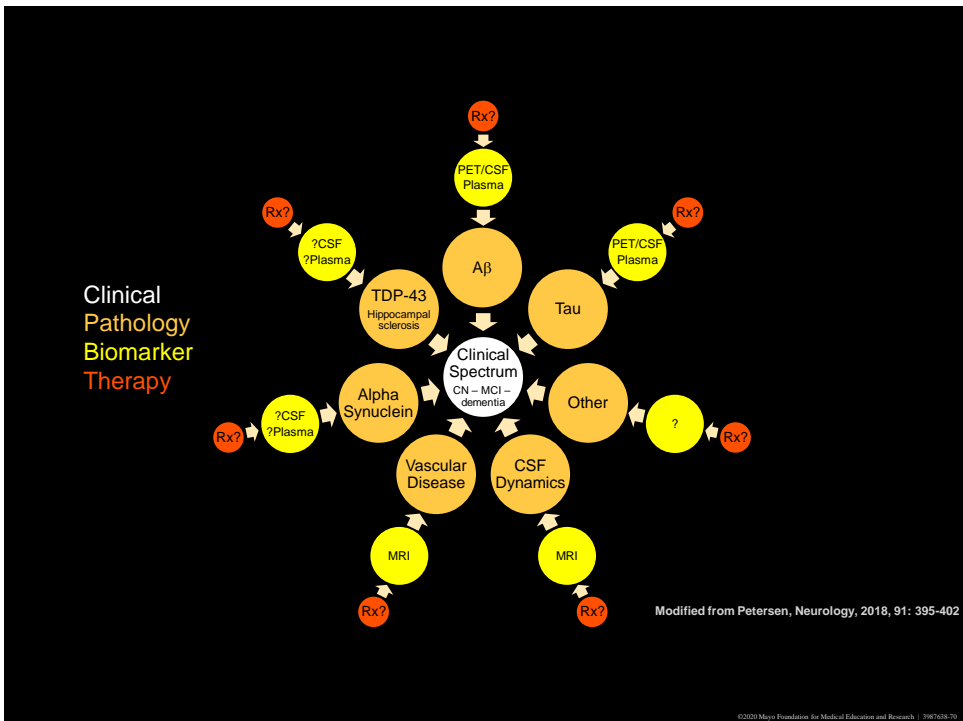 Rx?
PET/CSF
Plasma
Rx?
Rx?
?CSF
?Plasma
PET/CSF
Plasma
Aβ
TDP-43
Hippocampal
sclerosis
Tau
Clinical
Pathology
Biomarker
Therapy
Clinical
Spectrum
CN – MCI –
dementia
Alpha
Synuclein
Other
?CSF
?Plasma
Rx?
?
Rx?
Vascular
Disease
CSF
Dynamics
MRI
MRI
Rx?
Rx?
Modified from Petersen, Neurology, 2018, 91: 395-402
©2020 Mayo Foundation for Medical Education and Research | 3987638-70